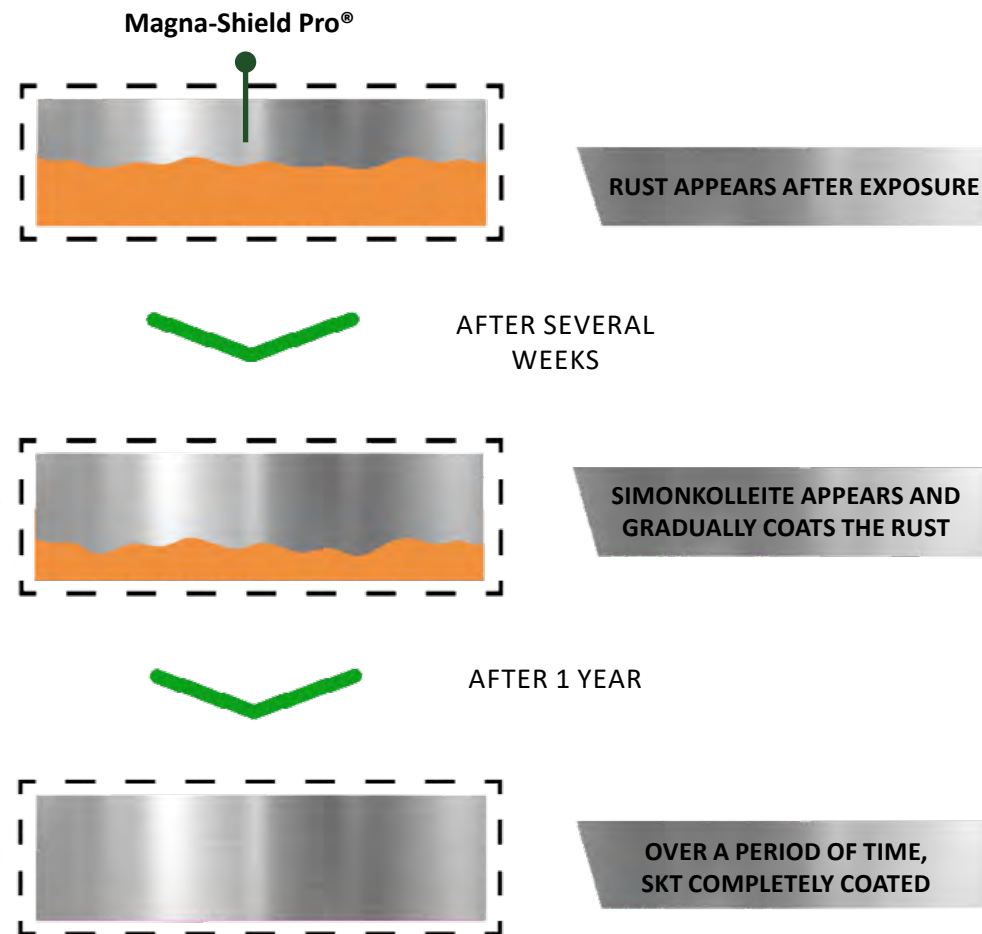 Magna-Shield Pro®
RUST APPEARS AFTER EXPOSURE
AFTER SEVERAL
WEEKS
SIMONKOLLEITE APPEARS AND
GRADUALLY COATS THE RUST
AFTER 1 YEAR
OVER A PERIOD OF TIME,
SKT COMPLETELY COATED